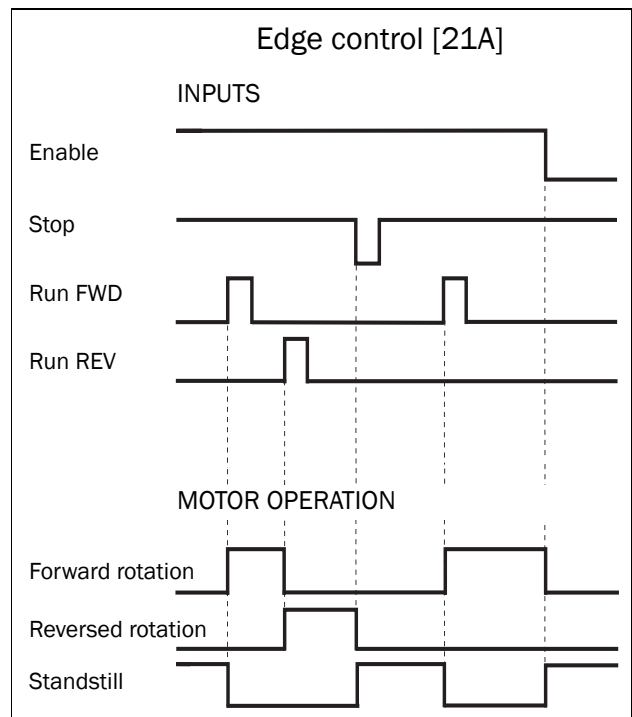 Edge control [21A]
INPUTS
Enable
Stop
Run FWD
Run REV
MOTOR OPERATION
Forward rotation
Reversed rotation
Standstill